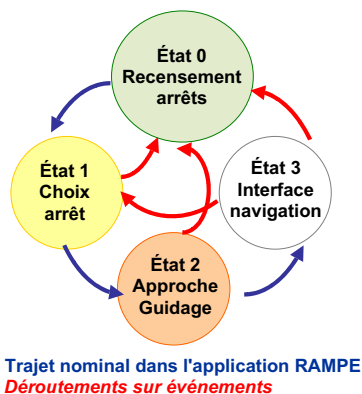 État 0
Recensement
arrêts
État 1
Choix
arrêt
État 3
Interface
navigation
État 2
Approche
Guidage
Trajet nominal dans l'application RAMPE
Déroutements sur événements